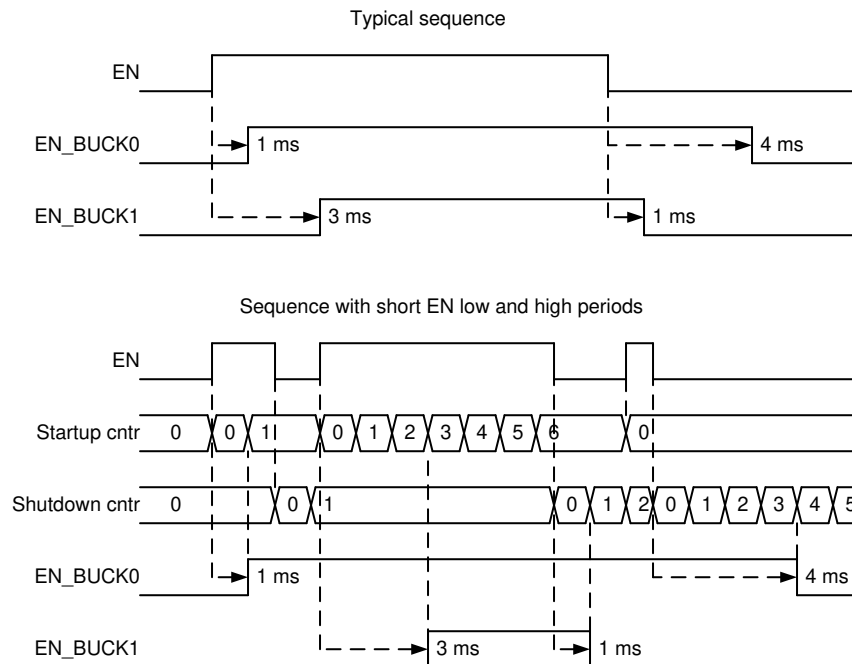 Typical sequence
EN
EN_BUCK0 1 ms 4 ms
EN_BUCK1 3 ms 1 ms
Sequence with short EN low and high periods
EN
Startup cntr 0 0 1 0 1 2 3 4 5 6 0
Shutdown cntr 0 0 1 0 1 2 0 1 2 3 4 5
EN_BUCK0 1 ms 4 ms
EN_BUCK1 3 ms 1 ms